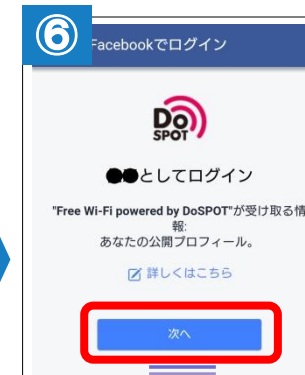 ⑥
Facebookでログイン
Do
SPOT
●●としてログイン
"Free Wi-Fi powered by DoSPOT"が受け取る情
報:
あなたの公開プロフィール。
詳しくはこちら
次へ